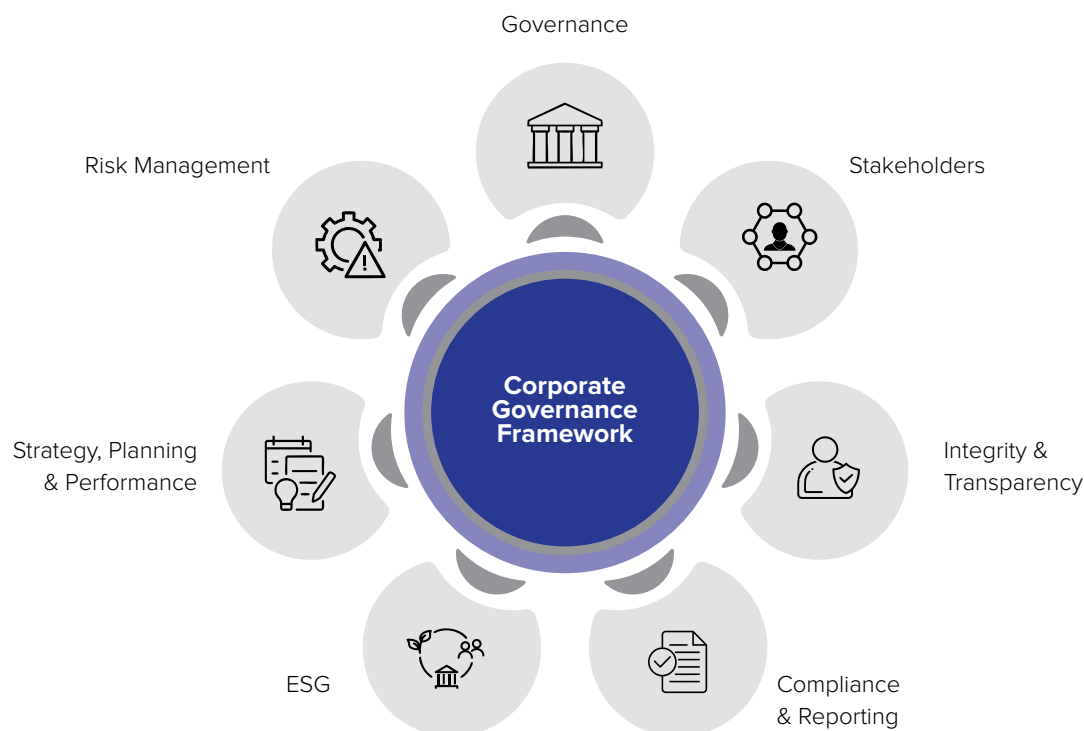 Governance
Risk Management
Stakeholders
Corporate
Governance
Framework
Strategy, Planning
& Performance
Integrity &
Transparency
ESG
Compliance
& Reporting